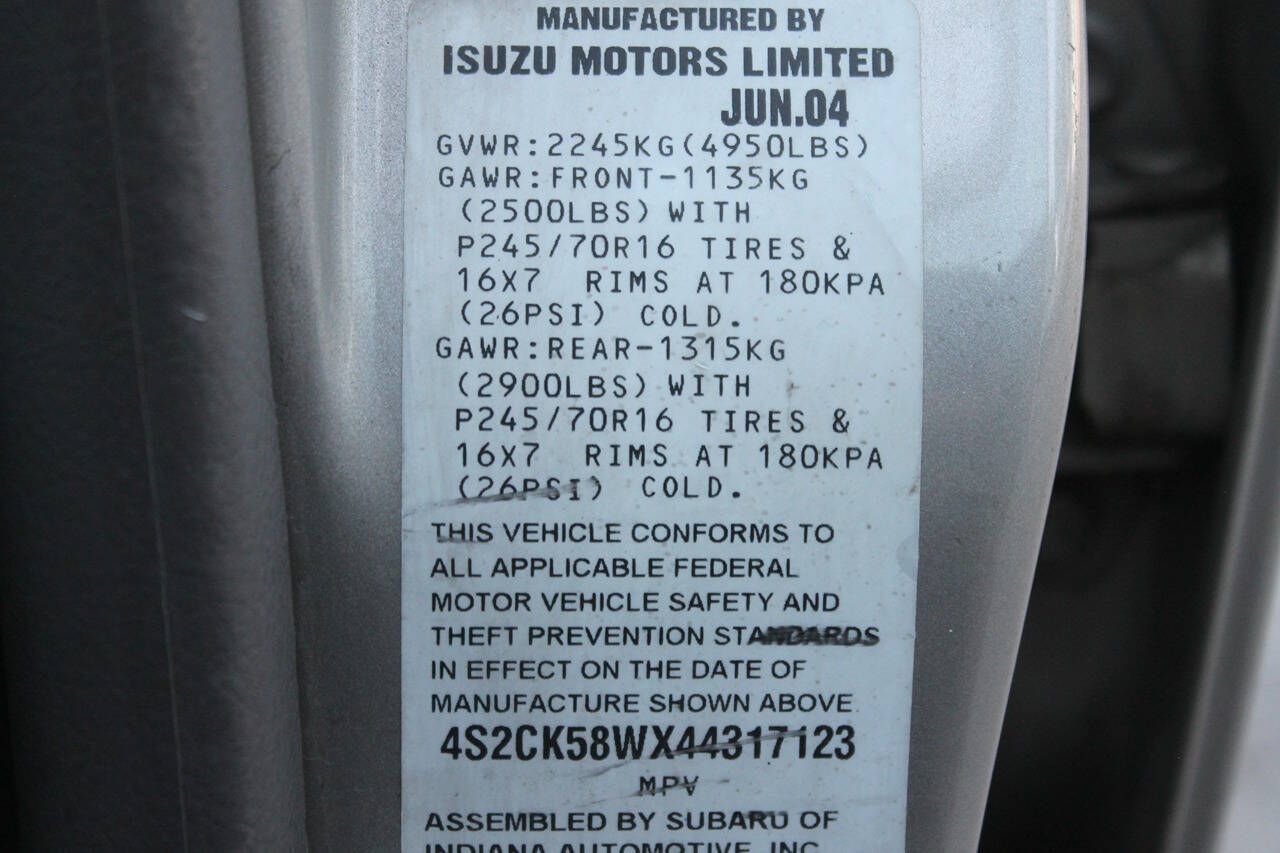 MANUFACTURED BY
ISUZU MOTORS LIMITED
JUN.04
GVWR:2245KG(4950LBS)
GAWR:FRONT-1135KG
(2500LBS) WITH
P245/70R16 TIRES &
16X7 RIMS AT 180KPA
(26PSI) COLD.
GAWR:REAR-1315KG
(2900LBS) WITH
P245/70R16 TIRES &
16X7 RIMS AT 180KPA
(26PSI) COLD.
THIS VEHICLE CONFORMS TO
ALL APPLICABLE FEDERAL
MOTOR VEHICLE SAFETY AND
THEFT PREVENTION STANDARDS
IN EFFECT ON THE DATE OF
MANUFACTURE SHOWN ABOVE.
4S2CK58WX44317123
MPV
ASSEMBLED BY SUBARU OF
INDIANA AUTOMOTIVE, INC.